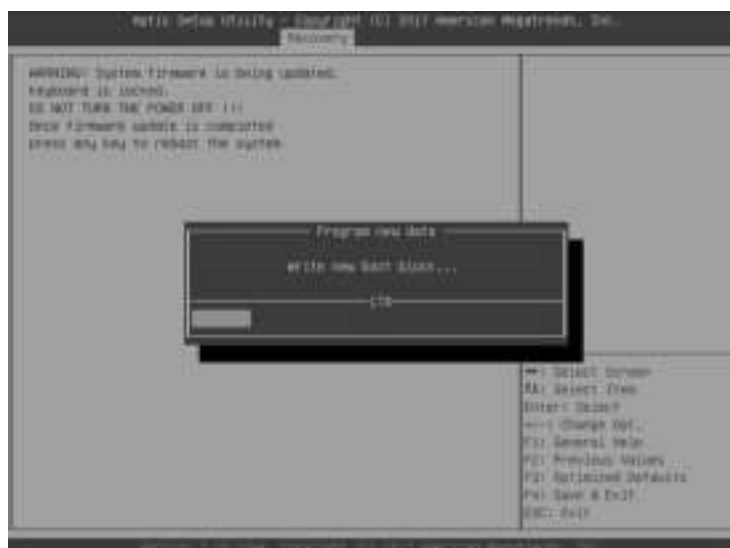 Aptio Setup Utility - Copyright (C) 2017 American Megatrends, Inc.
Recovery
WARNING! System firmware is being updated.
Keyboard is locked.
DO NOT TURN THE POWER OFF !!!
Once firmware update is completed
press any key to reboot the system
Program new data
Write new Boot Block...
: Select Screen
: Select Item
Enter: Select
+/-: Change Opt.
F1: General Help
F2: Previous Values
F3: Optimized Defaults
F4: Save & Exit
ESC: Exit